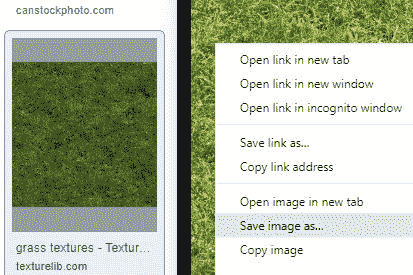 canstockphoto.com
grass textures - Textur...
texturelib.com
Open link in new tab
Open link in new window
Open link in incognito window
Save link as...
Copy link address
Open image in new tab
Save image as...
Copy image